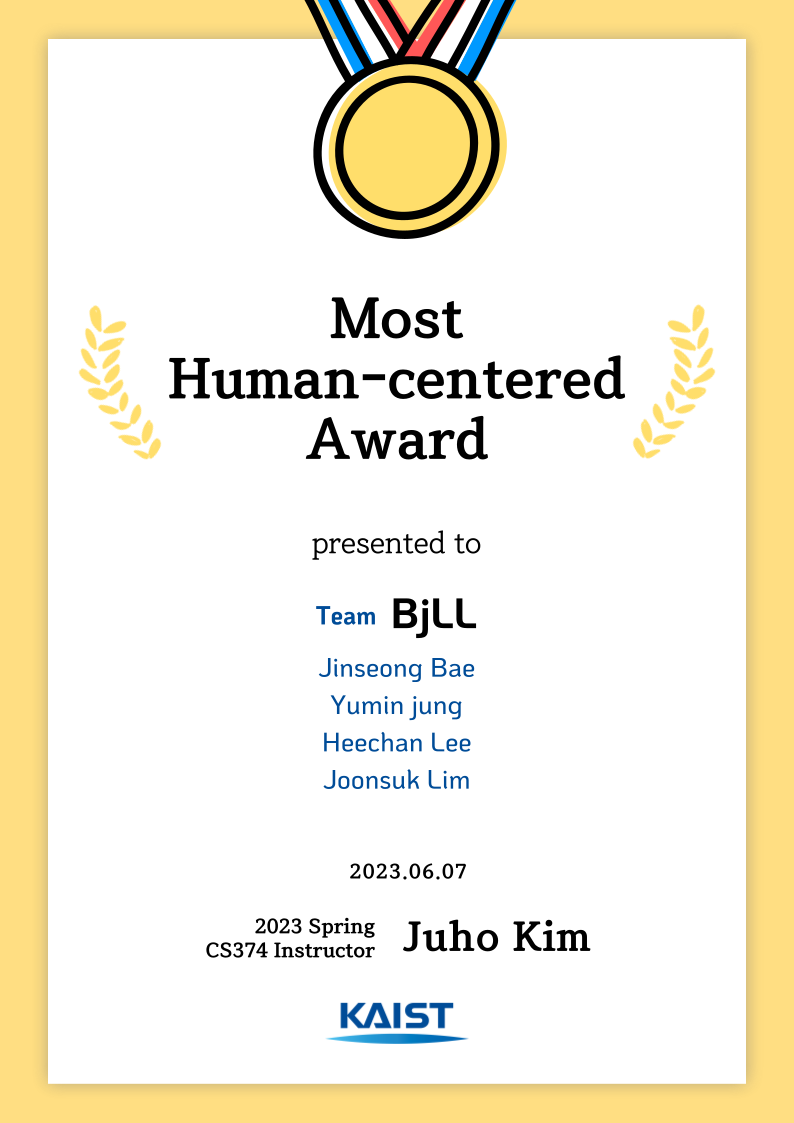 Most
Human-centered
Award
presented to
Team BjLL
Jinseong Bae
Yumin jung
Heechan Lee
Joonsuk Lim
2023.06.07
2023 Spring
CS374 Instructor
Juho Kim
KAIST